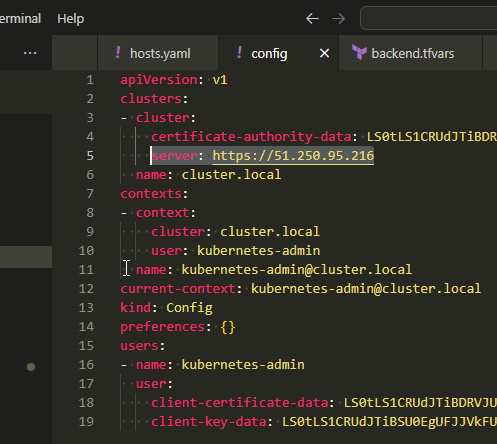 erminal Help
hosts.yaml config backend.tfvars
1 apiVersion: v1
2 clusters:
3 - cluster:
4 certificate-authority-data: LS0tLS1CRUdJTiBDR
5 server: https://51.250.95.216
6 name: cluster.local
7 contexts:
8 - context:
9 cluster: cluster.local
10 user: kubernetes-admin
11 name: kubernetes-admin@cluster.local
12 current-context: kubernetes-admin@cluster.local
13 kind: Config
14 preferences: {}
15 users:
16 - name: kubernetes-admin
17 user:
18 client-certificate-data: LS0tLS1CRUdJTiBDRVJU
19 client-key-data: LS0tLS1CRUdJTiBSU0EgUFJJVkFU